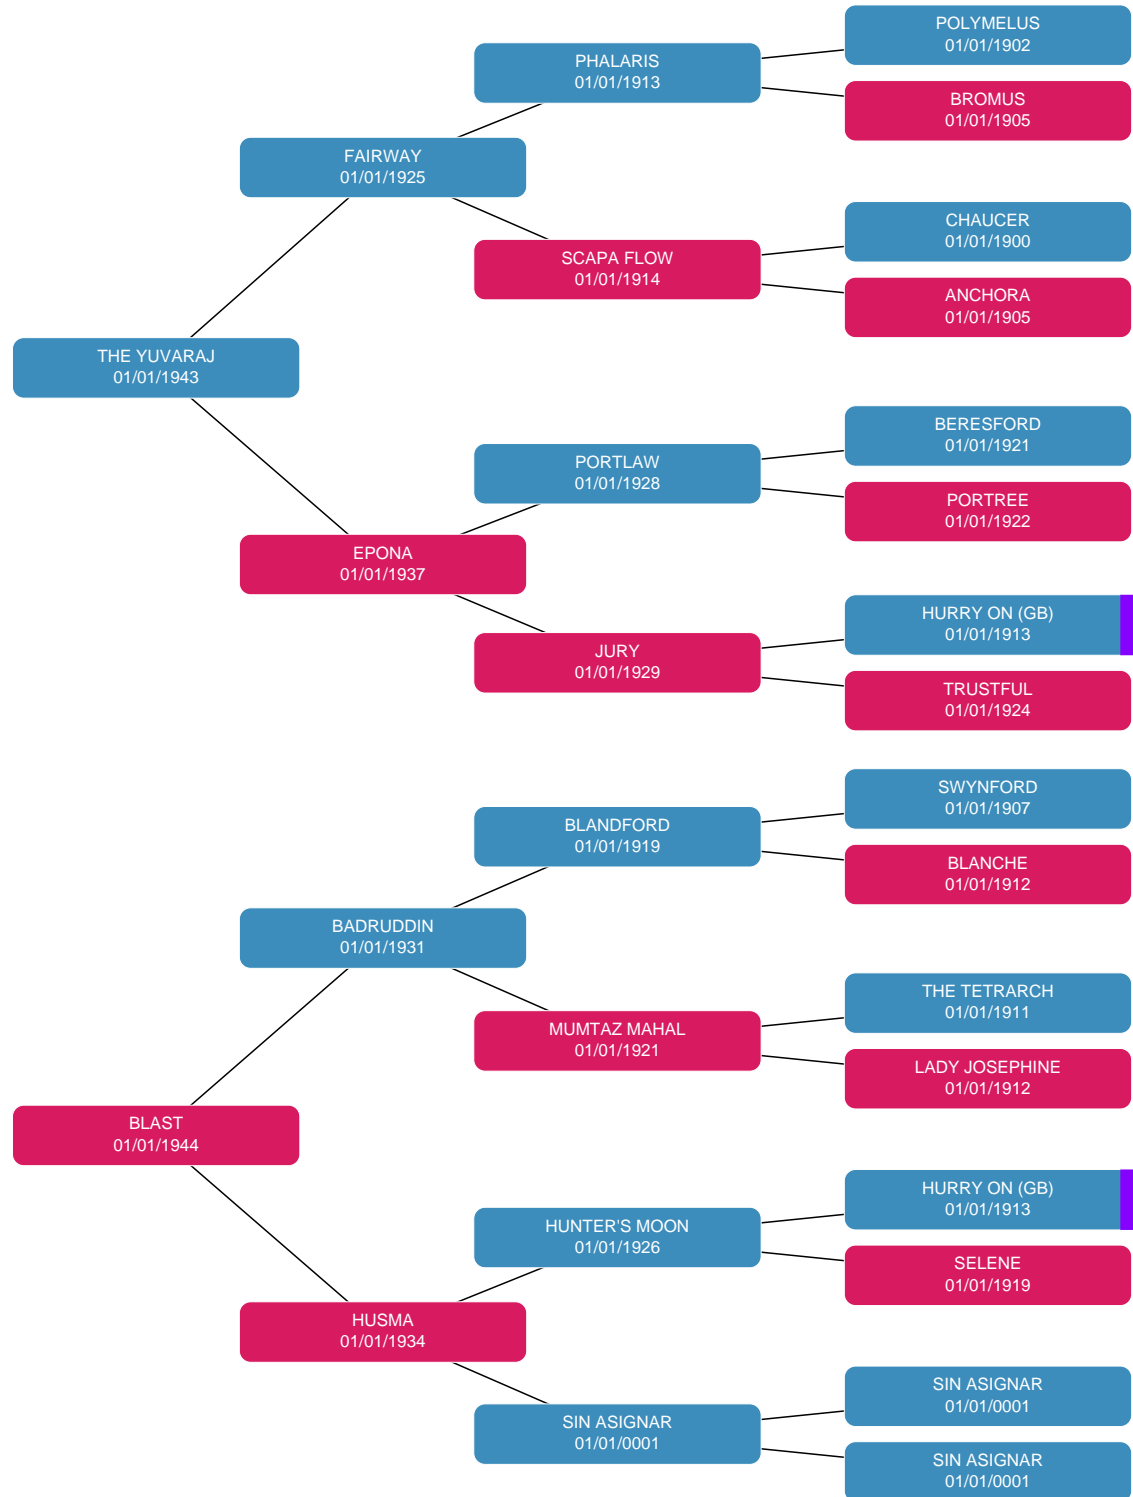 POLYMELUS
01/01/1902
PHALARIS
01/01/1913
BROMUS
01/01/1905
FAIRWAY
01/01/1925
CHAUCER
01/01/1900
SCAPA FLOW
01/01/1914
ANCHORA
01/01/1905
THE YUVARAJ
01/01/1943
BERESFORD
01/01/1921
PORTLAW
01/01/1928
PORTREE
01/01/1922
EPONA
01/01/1937
HURRY ON (GB)
01/01/1913
JURY
01/01/1929
TRUSTFUL
01/01/1924
SWYNFORD
01/01/1907
BLANDFORD
01/01/1919
BLANCHE
01/01/1912
BADRUDDIN
01/01/1931
THE TETRARCH
01/01/1911
MUMTAZ MAHAL
01/01/1921
LADY JOSEPHINE
01/01/1912
BLAST
01/01/1944
HURRY ON (GB)
01/01/1913
HUNTER'S MOON
01/01/1926
SELENE
01/01/1919
HUSMA
01/01/1934
SIN ASIGNAR
01/01/0001
SIN ASIGNAR
01/01/0001
SIN ASIGNAR
01/01/0001